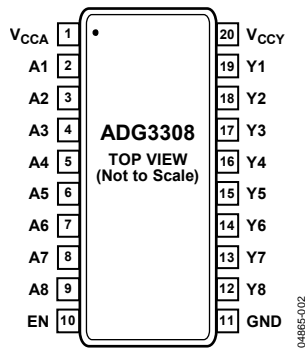 VCCA 1 20 VCCY
A1 2 19 Y1
A2 3 18 Y2
A3 4 17 Y3
ADG3308
A4 5 TOP VIEW 16 Y4
(Not to Scale)
A5 6 15 Y5
A6 7 14 Y6
A7 8 13 Y7
A8 9 12 Y8
EN 10 11 GND
04865-002